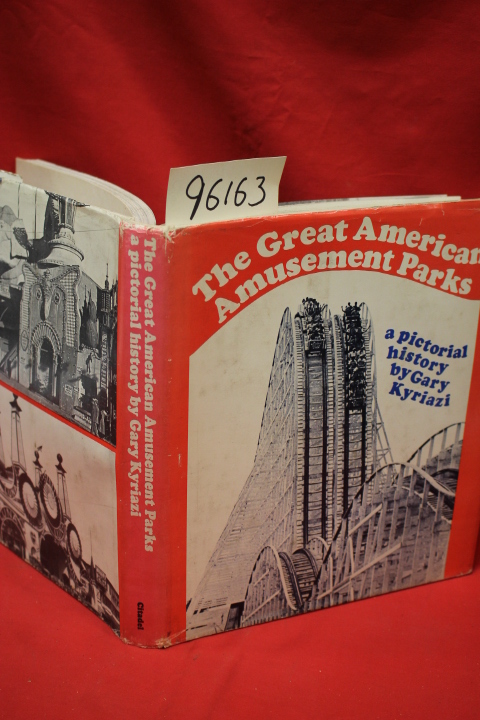 96163
The Great American
Amusement Parks
a pictorial
history
by Gary
Kyriazi
The Great American Amusement Parks
a pictorial history by Gary Kyriazi
Citadel